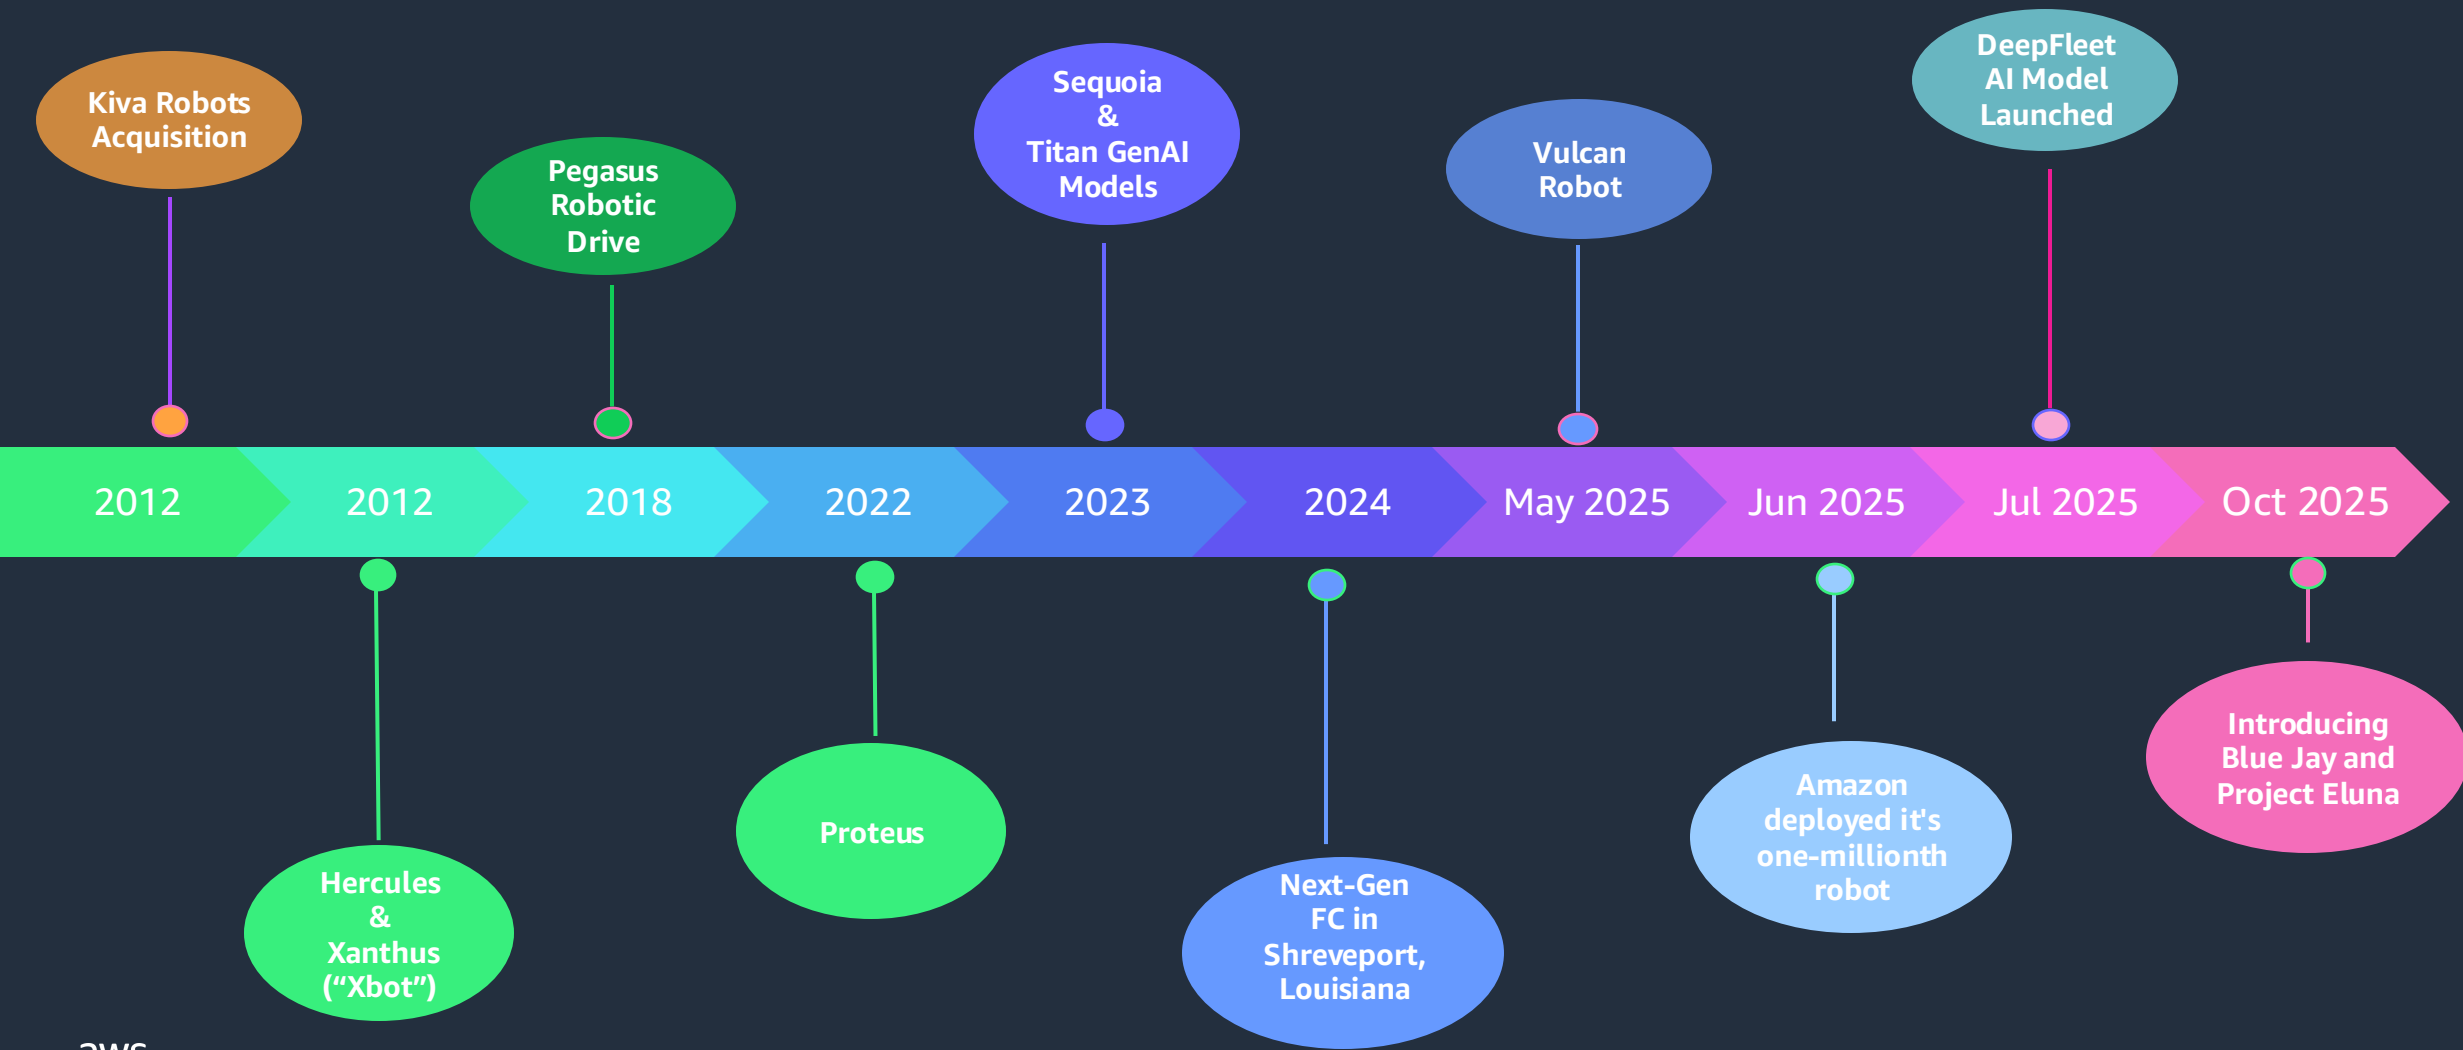 Kiva Robots
Acquisition
Pegasus
Robotic
Drive
Sequoia
&
Titan GenAI
Models
Vulcan
Robot
DeepFleet
AI Model
Launched
2012
2012
2018
2022
2023
2024
May 2025
Jun 2025
Jul 2025
Oct 2025
Hercules
&
Xanthus
(“Xbot”)
Proteus
Next-Gen
FC in
Shreveport,
Louisiana
Amazon
deployed it's
one-millionth
robot
Introducing
Blue Jay and
Project Eluna
aws